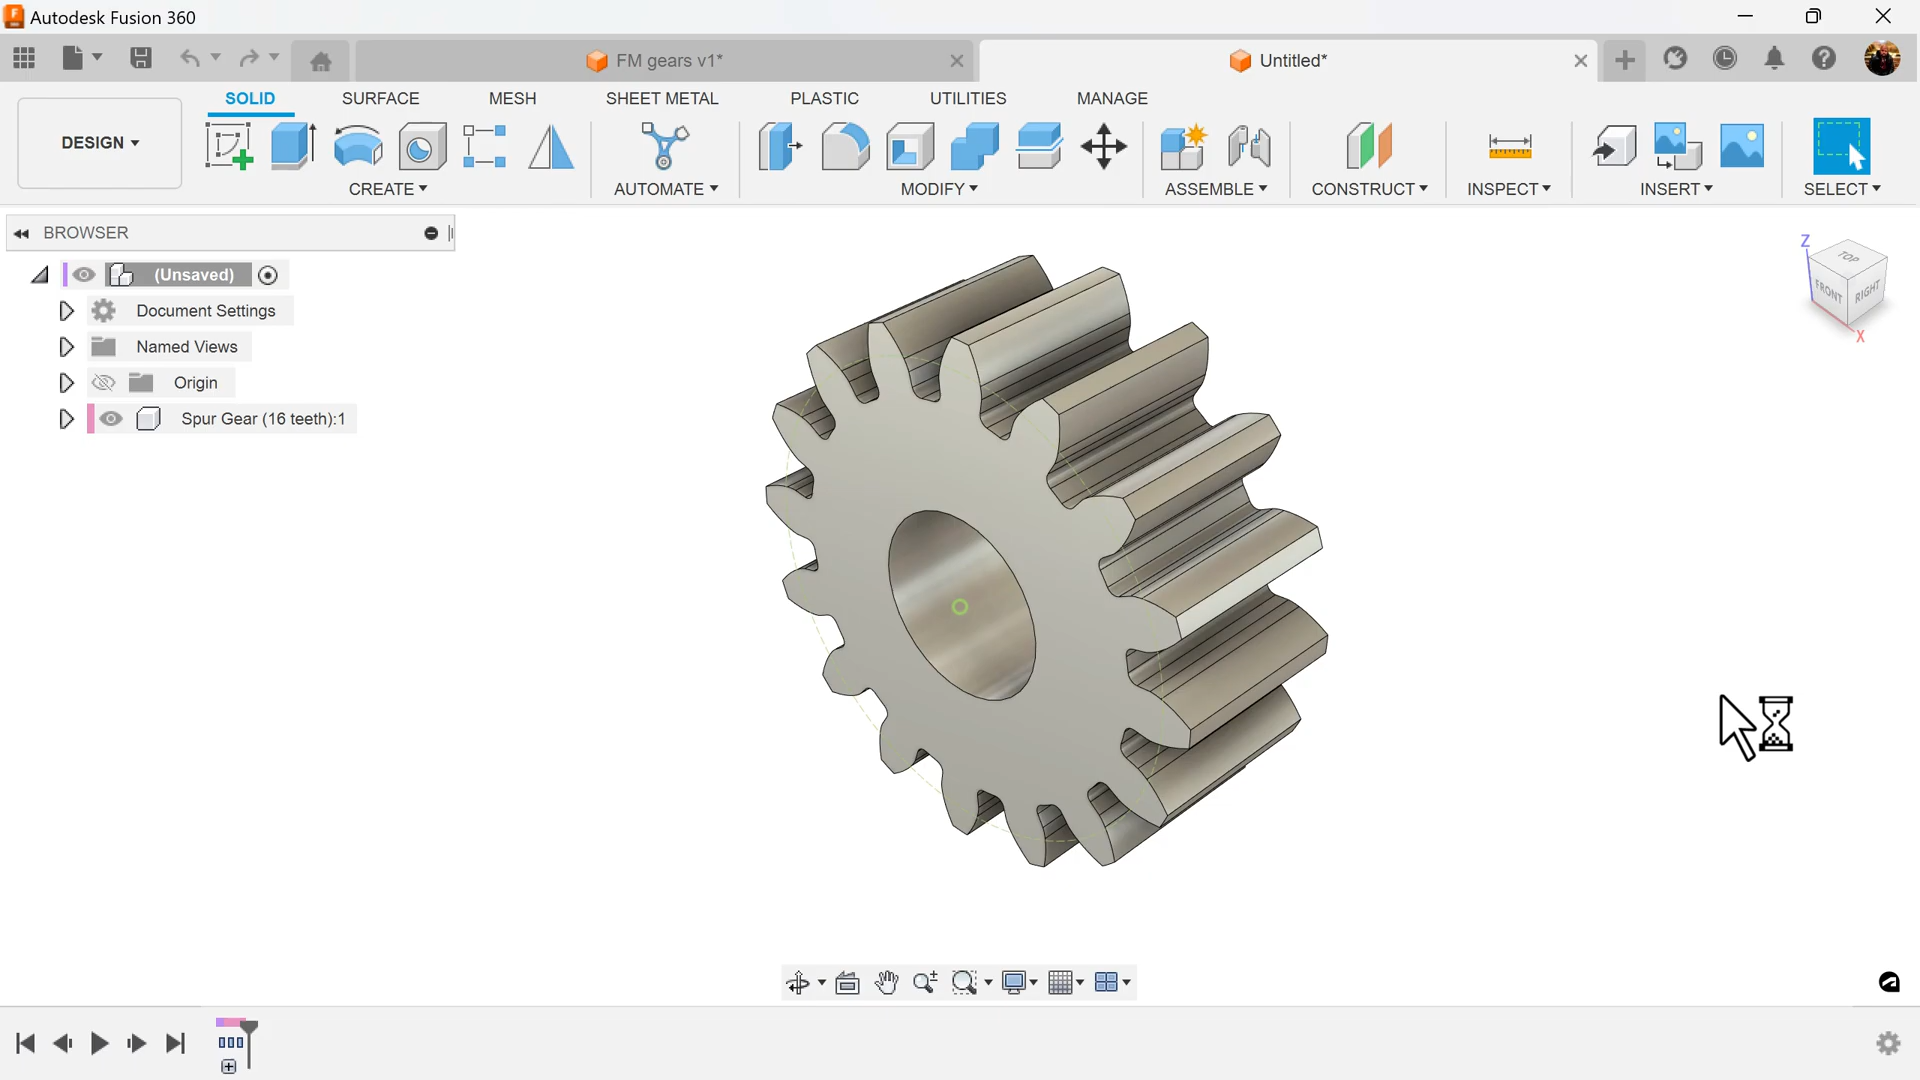 Autodesk Fusion 360
FM gears v1*
Untitled*
SOLID SURFACE MESH SHEET METAL PLASTIC UTILITIES MANAGE
DESIGN
CREATE AUTOMATE MODIFY ASSEMBLE CONSTRUCT INSPECT INSERT SELECT
BROWSER
(Unsaved)
Document Settings
Named Views
Origin
Spur Gear (16 teeth):1
Z
TOP
FRONT
RIGHT
X